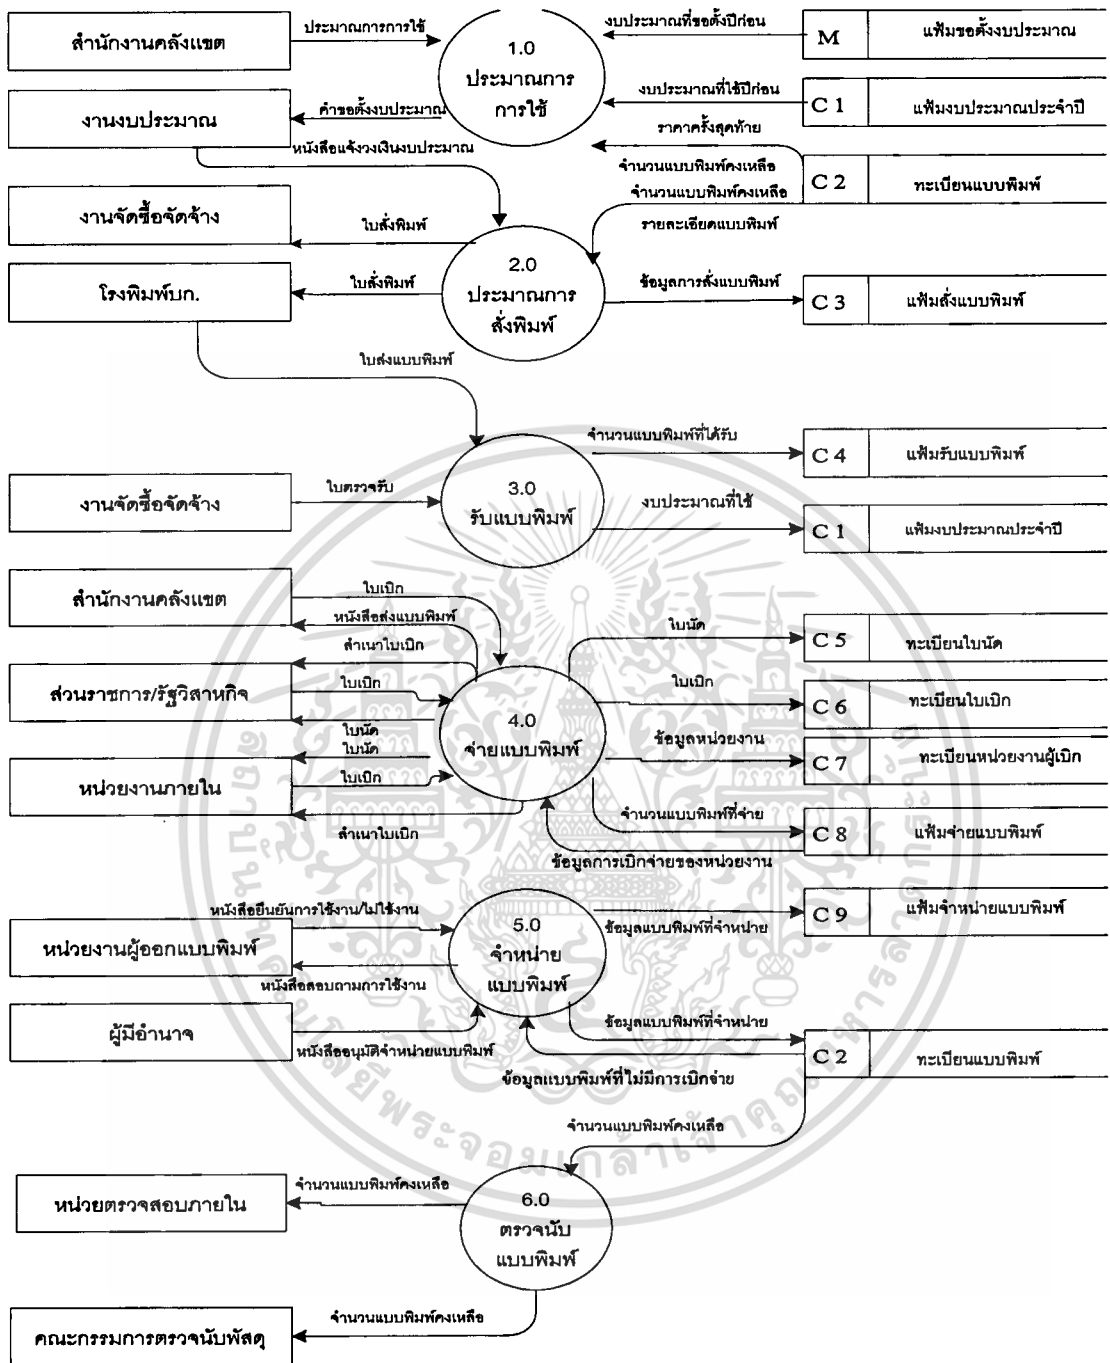 สำนักงานคลังเขต
ประมาณการการใช้
1.0
ประมาณการ
การใช้
งบประมาณที่ขอตั้งปีก่อน
M
แฟ้มขอตั้งงบประมาณ
งานงบประมาณ
คำขอตั้งงบประมาณ
งบประมาณที่ใช้ปีก่อน
C 1
แฟ้มงบประมาณประจำปี
หนังสือแจ้งวงเงินงบประมาณ
ราคาครั้งสุดท้าย
จำนวนแบบพิมพ์คงเหลือ
จำนวนแบบพิมพ์คงเหลือ
รายละเอียดแบบพิมพ์
C 2
ทะเบียนแบบพิมพ์
งานจัดซื้อจัดจ้าง
ใบสั่งพิมพ์
2.0
ประมาณการ
สั่งพิมพ์
โรงพิมพ์บก.
ใบสั่งพิมพ์
ข้อมูลการสั่งแบบพิมพ์
C 3
แฟ้มสั่งแบบพิมพ์
ใบส่งแบบพิมพ์
งานจัดซื้อจัดจ้าง
ใบตรวจรับ
3.0
รับแบบพิมพ์
จำนวนแบบพิมพ์ที่ได้รับ
C 4
แฟ้มรับแบบพิมพ์
งบประมาณที่ใช้
C 1
แฟ้มงบประมาณประจำปี
สำนักงานคลังเขต
ใบเบิก
หนังสือส่งแบบพิมพ์
สำเนาใบเบิก
ส่วนราชการ/รัฐวิสาหกิจ
ใบเบิก
ใบนัด
ใบนัด
หน่วยงานภายใน
ใบเบิก
สำเนาใบเบิก
4.0
จ่ายแบบพิมพ์
ใบนัด
C 5
ทะเบียนใบนัด
ใบเบิก
C 6
ทะเบียนใบเบิก
ข้อมูลหน่วยงาน
C 7
ทะเบียนหน่วยงานผู้เบิก
จำนวนแบบพิมพ์ที่จ่าย
C 8
แฟ้มจ่ายแบบพิมพ์
ข้อมูลการเบิกจ่ายของหน่วยงาน
หนังสือยืนยันการใช้งาน/ไม่ใช้งาน
หน่วยงานผู้ออกแบบพิมพ์
หนังสือสอบถามการใช้งาน
5.0
จำหน่าย
แบบพิมพ์
ข้อมูลแบบพิมพ์ที่จำหน่าย
C 9
แฟ้มจำหน่ายแบบพิมพ์
ผู้มีอำนาจ
หนังสืออนุมัติจำหน่ายแบบพิมพ์
ข้อมูลแบบพิมพ์ที่จำหน่าย
C 2
ทะเบียนแบบพิมพ์
ข้อมูลแบบพิมพ์ที่ไม่มีการเบิกจ่าย
จำนวนแบบพิมพ์คงเหลือ
หน่วยตรวจสอบภายใน
จำนวนแบบพิมพ์คงเหลือ
6.0
ตรวจนับ
แบบพิมพ์
คณะกรรมการตรวจนับพัสดุ
จำนวนแบบพิมพ์คงเหลือ
สถาบันเทคโนโลยีพระจอมเกล้าเจ้าคุณทหารลาดกระบัง